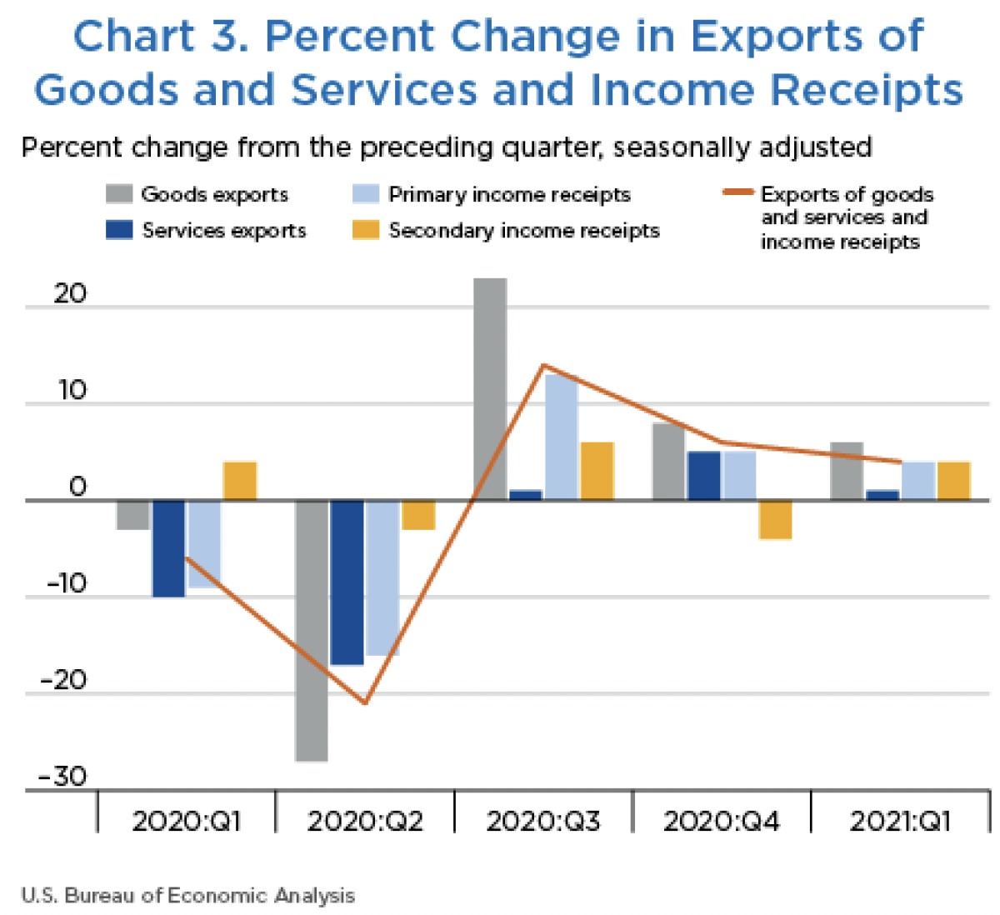 Chart 3. Percent Change in Exports of
Goods and Services and Income Receipts
Percent change from the preceding quarter, seasonally adjusted
Goods exports
Services exports
Primary income receipts
Secondary income receipts
Exports of goods
and services and
income receipts
20
10
0
–10
–20
–30
2020:Q1 2020:Q2 2020:Q3 2020:Q4 2021:Q1
U.S. Bureau of Economic Analysis